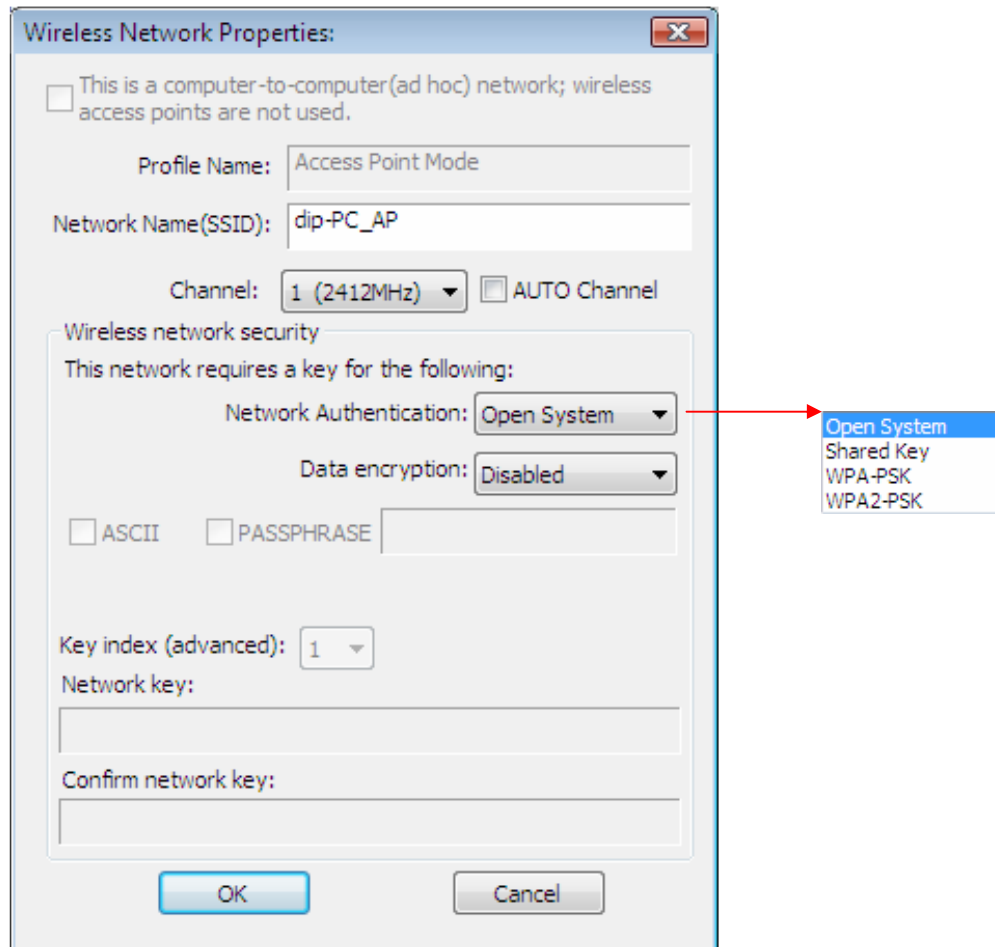 Wireless Network Properties:
This is a computer-to-computer(ad hoc) network; wireless
access points are not used.
Profile Name: Access Point Mode
Network Name(SSID): dip-PC_AP
Channel: 1 (2412MHz) AUTO Channel
Wireless network security
This network requires a key for the following:
Network Authentication: Open System
Data encryption: Disabled
ASCII PASSPHRASE
Key index (advanced): 1
Network key:
Confirm network key:
OK Cancel
Open System
Shared Key
WPA-PSK
WPA2-PSK